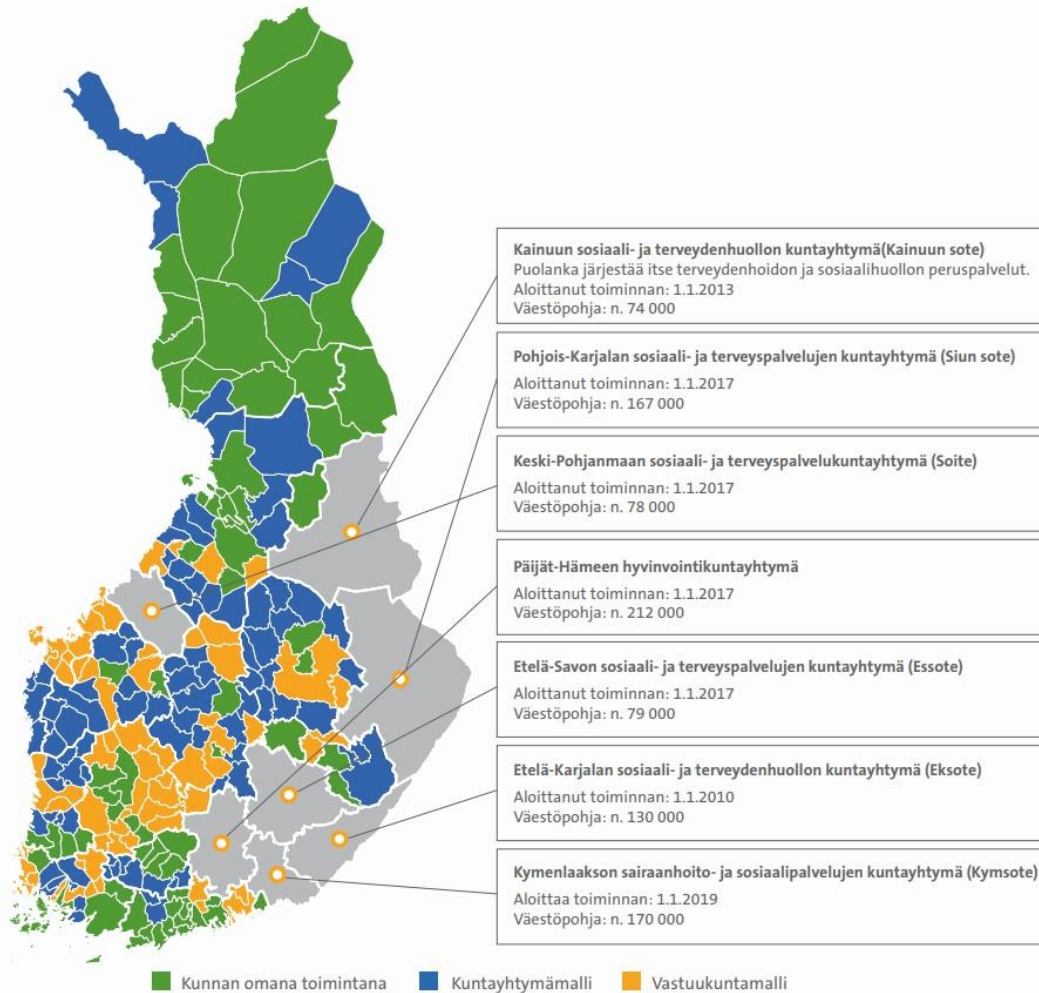 Kainuun sosiaali- ja terveydenhuollon kuntayhtymä(Kainuun sote)
Puolanka järjestää itse terveydenhoidon ja sosiaalihuollon peruspalvelut.
Aloittanut toiminnan: 1.1.2013
Väestöpohja: n. 74 000
Pohjois-Karjalan sosiaali- ja terveyspalvelujen kuntayhtymä (Siun sote)
Aloittanut toiminnan: 1.1.2017
Väestöpohja: n. 167 000
Keski-Pohjanmaan sosiaali- ja terveyspalvelukuntayhtymä (Soite)
Aloittanut toiminnan: 1.1.2017
Väestöpohja: n. 78 000
Päijät-Hämeen hyvinvointikuntayhtymä
Aloittanut toiminnan: 1.1.2017
Väestöpohja: n. 212 000
Etelä-Savon sosiaali- ja terveyspalvelujen kuntayhtymä (Essote)
Aloittanut toiminnan: 1.1.2017
Väestöpohja: n. 79 000
Etelä-Karjalan sosiaali- ja terveydenhuollon kuntayhtymä (Eksote)
Aloittanut toiminnan: 1.1.2010
Väestöpohja: n. 130 000
Kymenlaakson sairaanhoito- ja sosiaalipalvelujen kuntayhtymä (Kymsote)
Aloittaa toiminnan: 1.1.2019
Väestöpohja: n. 170 000
Kunnan omana toimintana Kuntayhtymämalli Vastuukuntamalli